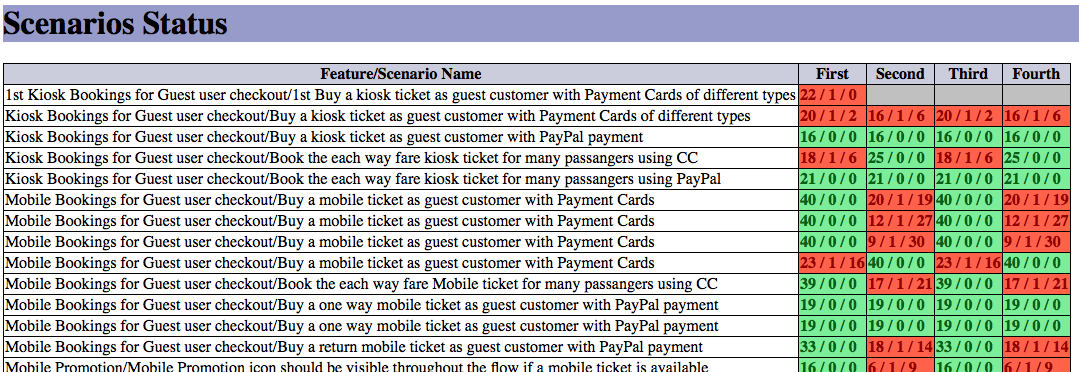 Scenarios Status
Feature/Scenario Name First Second Third Fourth
1st Kiosk Bookings for Guest user checkout/1st Buy a kiosk ticket as guest customer with Payment Cards of different types 22 / 1 / 0
Kiosk Bookings for Guest user checkout/Buy a kiosk ticket as guest customer with Payment Cards of different types 20 / 1 / 2 16 / 1 / 6 20 / 1 / 2 16 / 1 / 6
Kiosk Bookings for Guest user checkout/Buy a kiosk ticket as guest customer with PayPal payment 16 / 0 / 0 16 / 0 / 0 16 / 0 / 0 16 / 0 / 0
Kiosk Bookings for Guest user checkout/Book the each way fare kiosk ticket for many passangers using CC 18 / 1 / 6 25 / 0 / 0 18 / 1 / 6 25 / 0 / 0
Kiosk Bookings for Guest user checkout/Book the each way fare kiosk ticket for many passengers using PayPal 21 / 0 / 0 21 / 0 / 0 21 / 0 / 0 21 / 0 / 0
Mobile Bookings for Guest user checkout/Buy a mobile ticket as guest customer with Payment Cards 40 / 0 / 0 20 / 1 / 19 40 / 0 / 0 20 / 1 / 19
Mobile Bookings for Guest user checkout/Buy a mobile ticket as guest customer with Payment Cards 40 / 0 / 0 12 / 1 / 27 40 / 0 / 0 12 / 1 / 27
Mobile Bookings for Guest user checkout/Buy a mobile ticket as guest customer with Payment Cards 40 / 0 / 0 9 / 1 / 30 40 / 0 / 0 9 / 1 / 30
Mobile Bookings for Guest user checkout/Buy a mobile ticket as guest customer with Payment Cards 23 / 1 / 16 40 / 0 / 0 23 / 1 / 16 40 / 0 / 0
Mobile Bookings for Guest user checkout/Book the each way fare Mobile ticket for many passengers using CC 39 / 0 / 0 17 / 1 / 21 39 / 0 / 0 17 / 1 / 21
Mobile Bookings for Guest user checkout/Buy a one way mobile ticket as guest customer with PayPal payment 19 / 0 / 0 19 / 0 / 0 19 / 0 / 0 19 / 0 / 0
Mobile Bookings for Guest user checkout/Buy a one way mobile ticket as guest customer with PayPal payment 19 / 0 / 0 19 / 0 / 0 19 / 0 / 0 19 / 0 / 0
Mobile Bookings for Guest user checkout/Buy a return mobile ticket as guest customer with PayPal payment 33 / 0 / 0 18 / 1 / 14 33 / 0 / 0 18 / 1 / 14
Mobile Promotion/Mobile Promotion icon should be visible throughout the flow if a mobile ticket is available 16 / 0 / 0 6 / 1 / 9 16 / 0 / 0 6 / 1 / 9